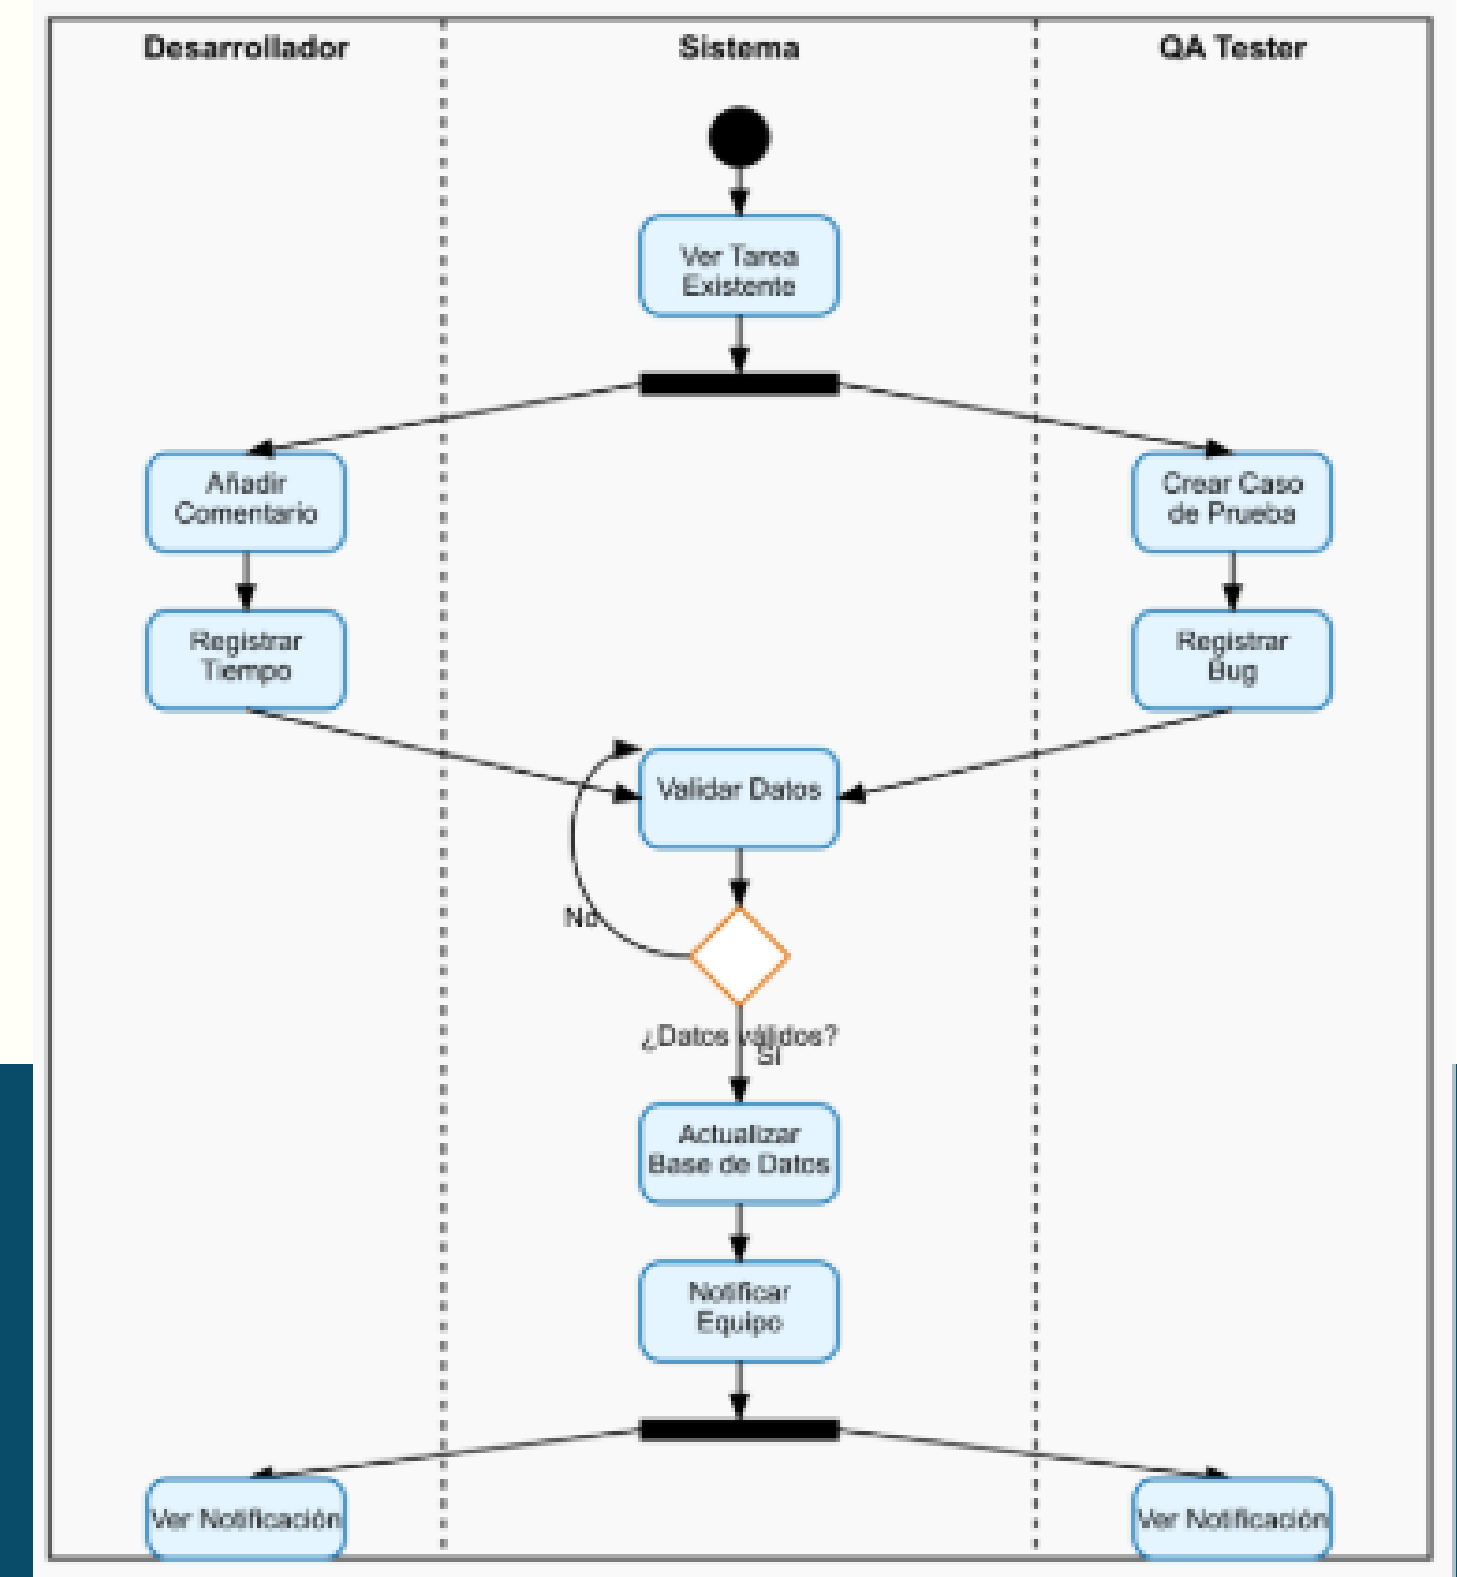 Desarrollador
Sistema
QA Tester
Ver Tarea
Existente
Añadir
Comentario
Crear Caso
de Prueba
Registrar
Tiempo
Registrar
Bug
Validar Datos
No
¿Datos válidos?
Sí
Actualizar
Base de Datos
Notificar
Equipo
Ver Notificación
Ver Notificación